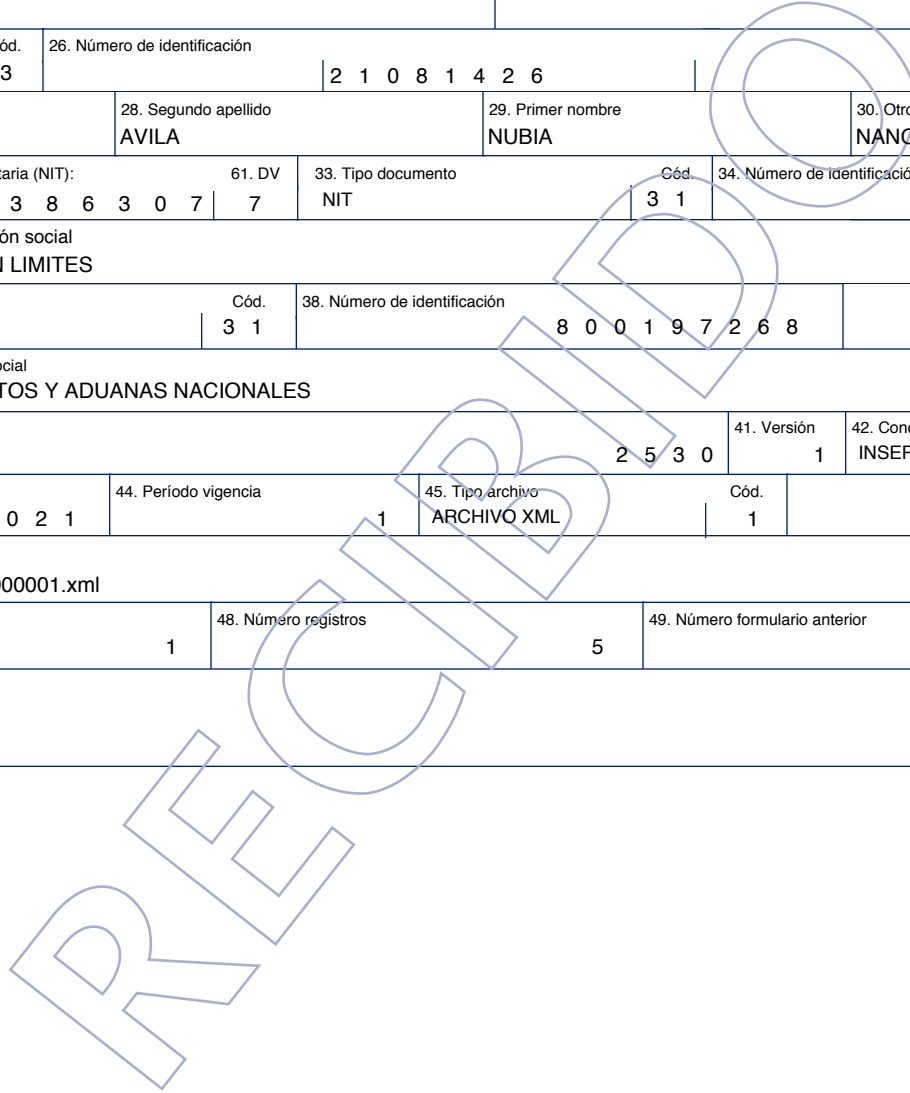 ód. 26. Número de identificación
3 2 1 0 8 1 4 2 6
28. Segundo apellido 29. Primer nombre 30. Otro
AVILA NUBIA NANC
taria (NIT): 61. DV 33. Tipo documento Cód. 34. Número de identificació
3 8 6 3 0 7 7 NIT 3 1
ón social
N LIMITES
Cód. 38. Número de identificación
3 1 8 0 0 1 9 7 2 6 8
ocial
TOS Y ADUANAS NACIONALES
41. Versión 42. Conc
2 5 3 0 1 INSER
44. Período vigencia 45. Tipo archivo Cód.
0 2 1 1 ARCHIVO XML 1
000001.xml
48. Número registros 49. Número formulario anterior
1 5
RECIBIDO